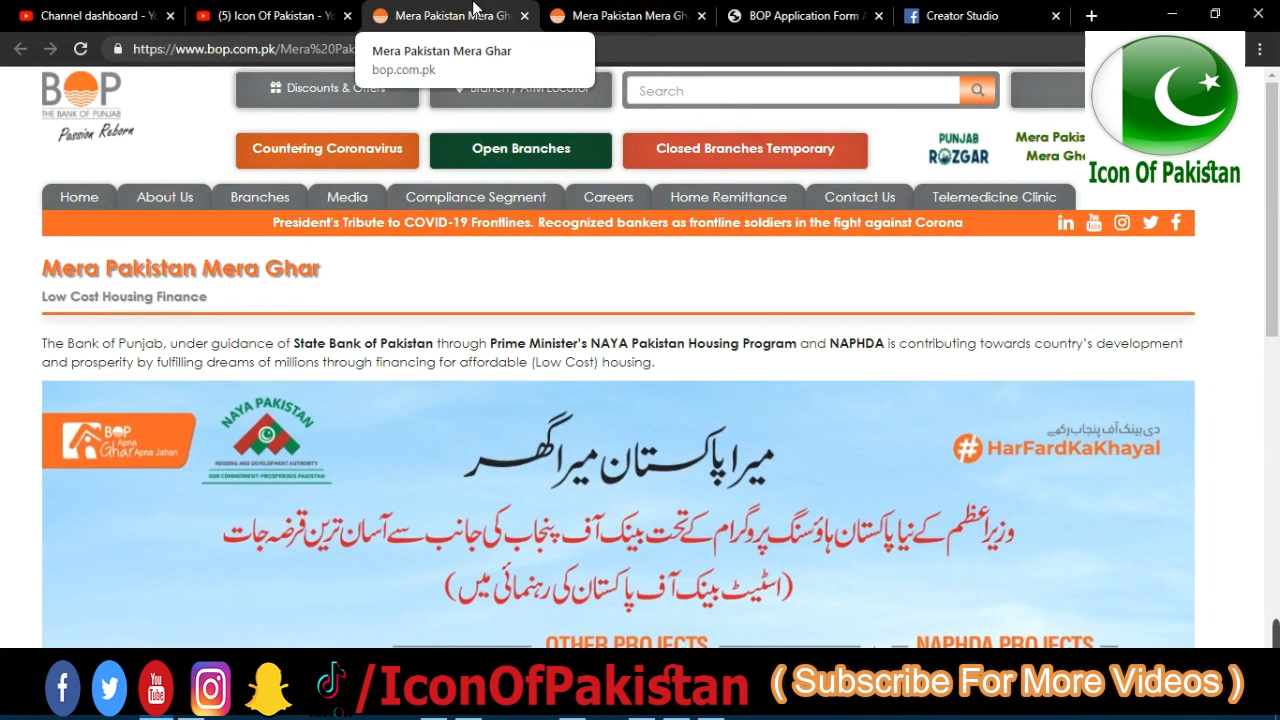 Channel dashboard - Yo
(5) Icon Of Pakistan - Yo
Mera Pakistan Mera Gh
Mera Pakistan Mera Gh
BOP Application Form
Creator Studio
https://www.bop.com.pk/Mera%20Pak
Mera Pakistan Mera Ghar
bop.com.pk
BOP
THE BANK OF PUNJAB
Passion Reborn
Discounts & Offers
Branch / ATM Locator
Search
Countering Coronavirus
Open Branches
Closed Branches Temporary
PUNJAB
ROZGAR
Mera Pakis
Mera Gha
Icon Of Pakistan
Home
About Us
Branches
Media
Compliance Segment
Careers
Home Remittance
Contact Us
Telemedicine Clinic
President's Tribute to COVID-19 Frontlines. Recognized bankers as frontline soldiers in the fight against Corona
Mera Pakistan Mera Ghar
Low Cost Housing Finance
The Bank of Punjab, under guidance of State Bank of Pakistan through Prime Minister's NAYA Pakistan Housing Program and NAPHDA is contributing towards country's development
and prosperity by fulfilling dreams of millions through financing for affordable (Low Cost) housing.
BOP
Apna
Ghar Apna Jahan
NAYA PAKISTAN
HOUSING AND DEVELOPMENT AUTHORITY
OUR COMMITMENT-PROSPEROUS PAKISTAN
میرا پاکستان میرا گھر
دی بینک آف پنجاب رکھے
#HarFardKaKhayal
وزیراعظم کے نیا پاکستان ہاؤسنگ پروگرام کے تحت بینک آف پنجاب کی جانب سے آسان ترین قرضہ جات
(اسٹیٹ بینک آف پاکستان کی رہنمائی میں)
OTHER PROJECTS
NAPHDA PROJECTS
You
Tube
/IconOfPakistan
( Subscribe For More Videos )